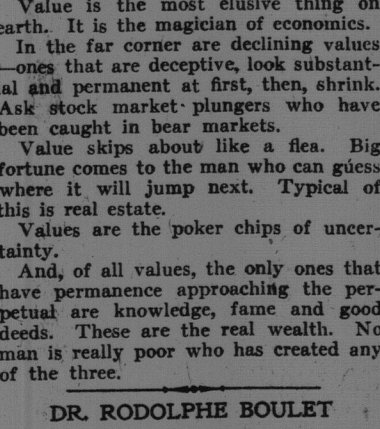 Value is the most elusive thing on
earth. It is the magician of economics.
In the far corner are declining values
—ones that are deceptive, look substant-
ial and permanent at first, then, shrink.
Ask stock market plungers who have
been caught in bear markets.
Value skips about like a flea. Big
fortune comes to the man who can guess
where it will jump next. Typical of
this is real estate.
Values are the poker chips of uncer-
tainty.
And, of all values, the only ones that
have permanence approaching the per-
petual are knowledge, fame and good
deeds. These are the real wealth. No
man is really poor who has created any
of the three.
DR. RODOLPHE BOULET